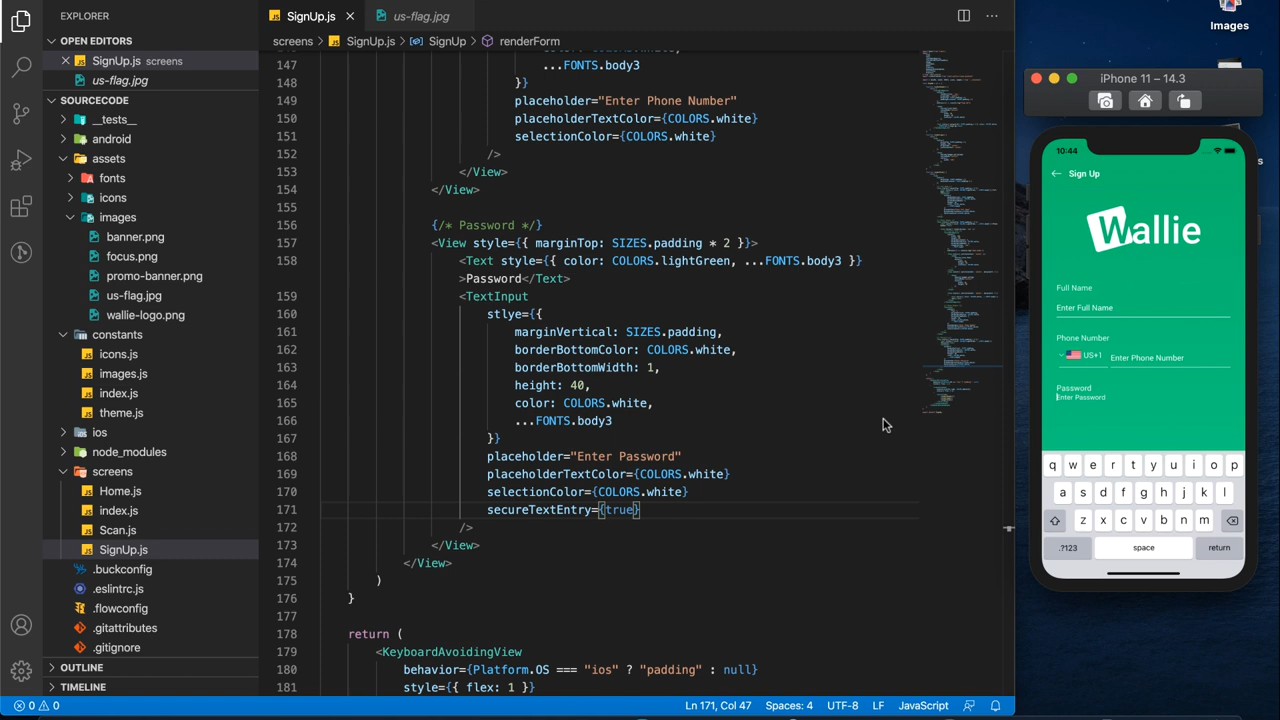 EXPLORER
OPEN EDITORS
SignUp.js screens
us-flag.jpg
SOURCECODE
__tests__
android
assets
fonts
icons
images
banner.png
focus.png
promo-banner.png
us-flag.jpg
wallie-logo.png
constants
icons.js
images.js
index.js
theme.js
ios
node_modules
screens
Home.js
index.js
Scan.js
SignUp.js
.buckconfig
.eslintrc.js
.flowconfig
.gitattributes
.gitignore
OUTLINE
TIMELINE
SignUp.js
us-flag.jpg
screens > SignUp.js > SignUp > renderForm
147 ...FONTS.body3
148 }}
149 placeholder="Enter Phone Number"
150 placeholderTextColor={COLORS.white}
151 selectionColor={COLORS.white}
152 />
153 </View>
154 </View>
155
156 {/* Password */}
157 <View style={{ marginTop: SIZES.padding * 2 }}>
158 <Text style={{ color: COLORS.lightGreen, ...FONTS.body3 }}
>Password</Text>
159 <TextInput
160 stlye={{
161 marginVertical: SIZES.padding,
162 borderBottomColor: COLORS.white,
163 borderBottomWidth: 1,
164 height: 40,
165 color: COLORS.white,
166 ...FONTS.body3
167 }}
168 placeholder="Enter Password"
169 placeholderTextColor={COLORS.white}
170 selectionColor={COLORS.white}
171 secureTextEntry={true}
172 />
173 </View>
174 </View>
175 )
176 }
177
178 return (
179 <KeyboardAvoidingView
180 behavior={Platform.OS === "ios" ? "padding" : null}
181 style={{ flex: 1 }}
0 0
Ln 171, Col 47 Spaces: 4 UTF-8 LF JavaScript
Images
iPhone 11 – 14.3
10:44
Sign Up
Wallie
Full Name
Enter Full Name
Phone Number
US+1 Enter Phone Number
Password
Enter Password
q w e r t y u i o p
a s d f g h j k l
z x c v b n m
.?123 space return